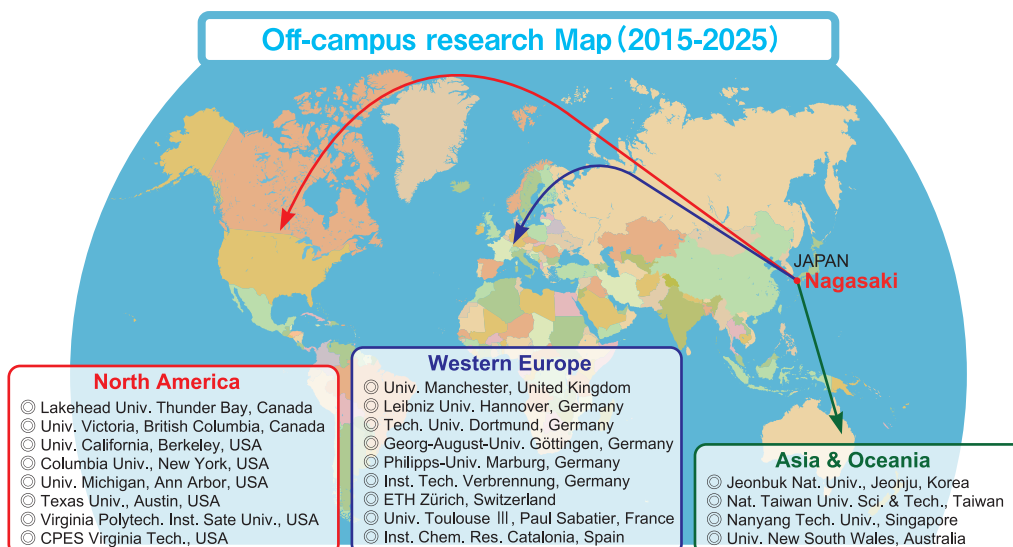 Off-campus research Map (2015-2025)
JAPAN
Nagasaki
North America
◎ Lakehead Univ. Thunder Bay, Canada
◎ Univ. Victoria, British Columbia, Canada
◎ Univ. California, Berkeley, USA
◎ Columbia Univ., New York, USA
◎ Univ. Michigan, Ann Arbor, USA
◎ Texas Univ., Austin, USA
◎ Virginia Polytech. Inst. Sate Univ., USA
◎ CPES Virginia Tech., USA
Western Europe
◎ Univ. Manchester, United Kingdom
◎ Leibniz Univ. Hannover, Germany
◎ Tech. Univ. Dortmund, Germany
◎ Georg-August-Univ. Göttingen, Germany
◎ Philipps-Univ. Marburg, Germany
◎ Inst. Tech. Verbrennung, Germany
◎ ETH Zürich, Switzerland
◎ Univ. Toulouse Ⅲ, Paul Sabatier, France
◎ Inst. Chem. Res. Catalonia, Spain
Asia & Oceania
◎ Jeonbuk Nat. Univ., Jeonju, Korea
◎ Nat. Taiwan Univ. Sci. & Tech., Taiwan
◎ Nanyang Tech. Univ., Singapore
◎ Univ. New South Wales, Australia